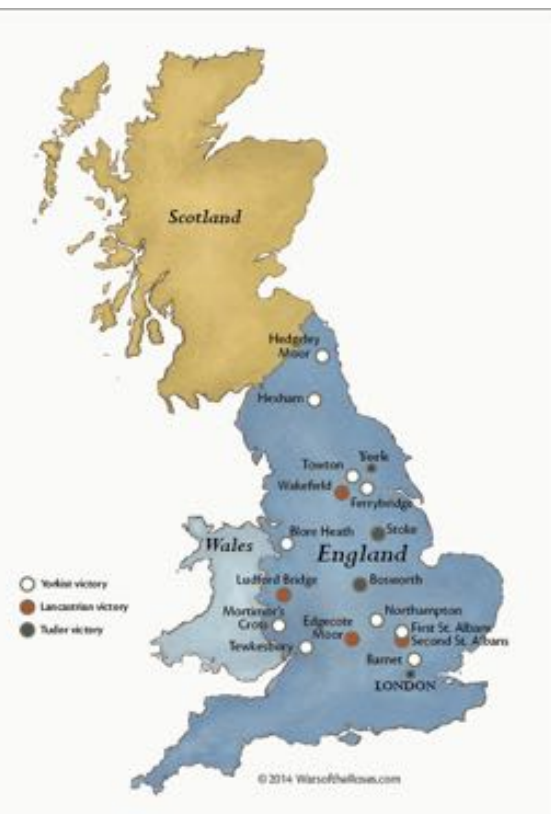 Scotland
Hedgeley
Moor
Hexham
Towton
York
Wakefield
Ferrybridge
Blore Heath
Stoke
Wales
England
Ludford Bridge
Bosworth
Yorkist victory
Lancastrian victory
Tudor victory
Mortimer's
Cross
Edgecote
Moor
Northampton
First St. Albans
Second St. Albans
Tewkesbury
Barnet
LONDON
© 2014 WarsoftheRoses.com